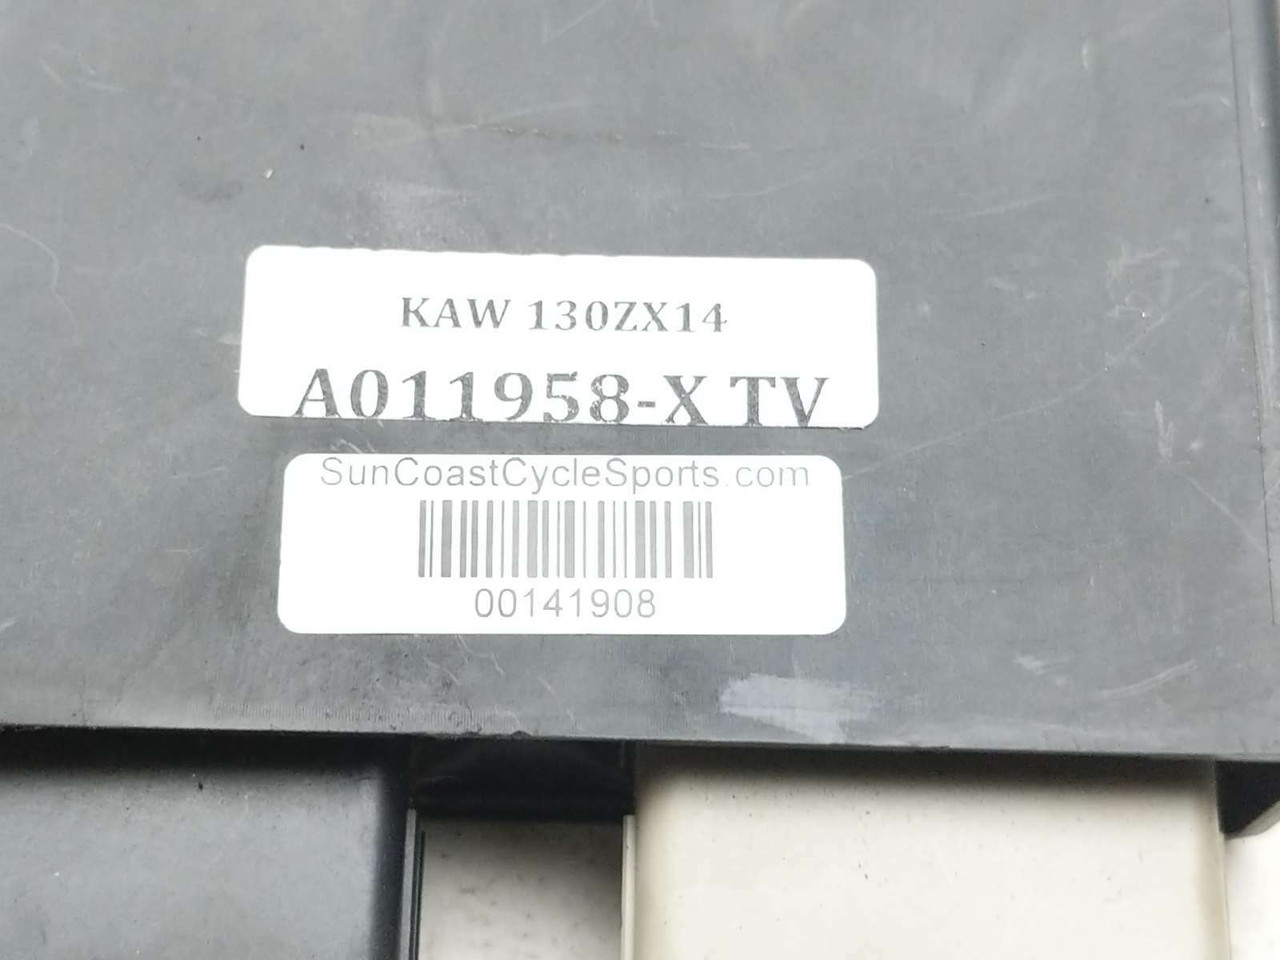 KAW 130ZX14
A011958-X TV
SunCoastCycleSports.com
00141908